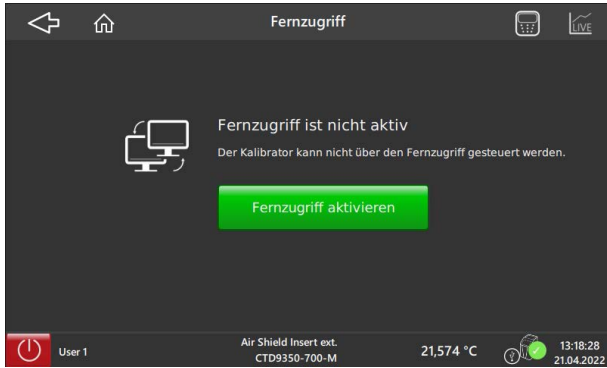 Fernzugriff
LIVE
Fernzugriff ist nicht aktiv
Der Kalibrator kann nicht über den Fernzugriff gesteuert werden.
Fernzugriff aktivieren
User 1
Air Shield Insert ext.
CTD9350-700-M
21,574 °C
13:18:28
21.04.2022